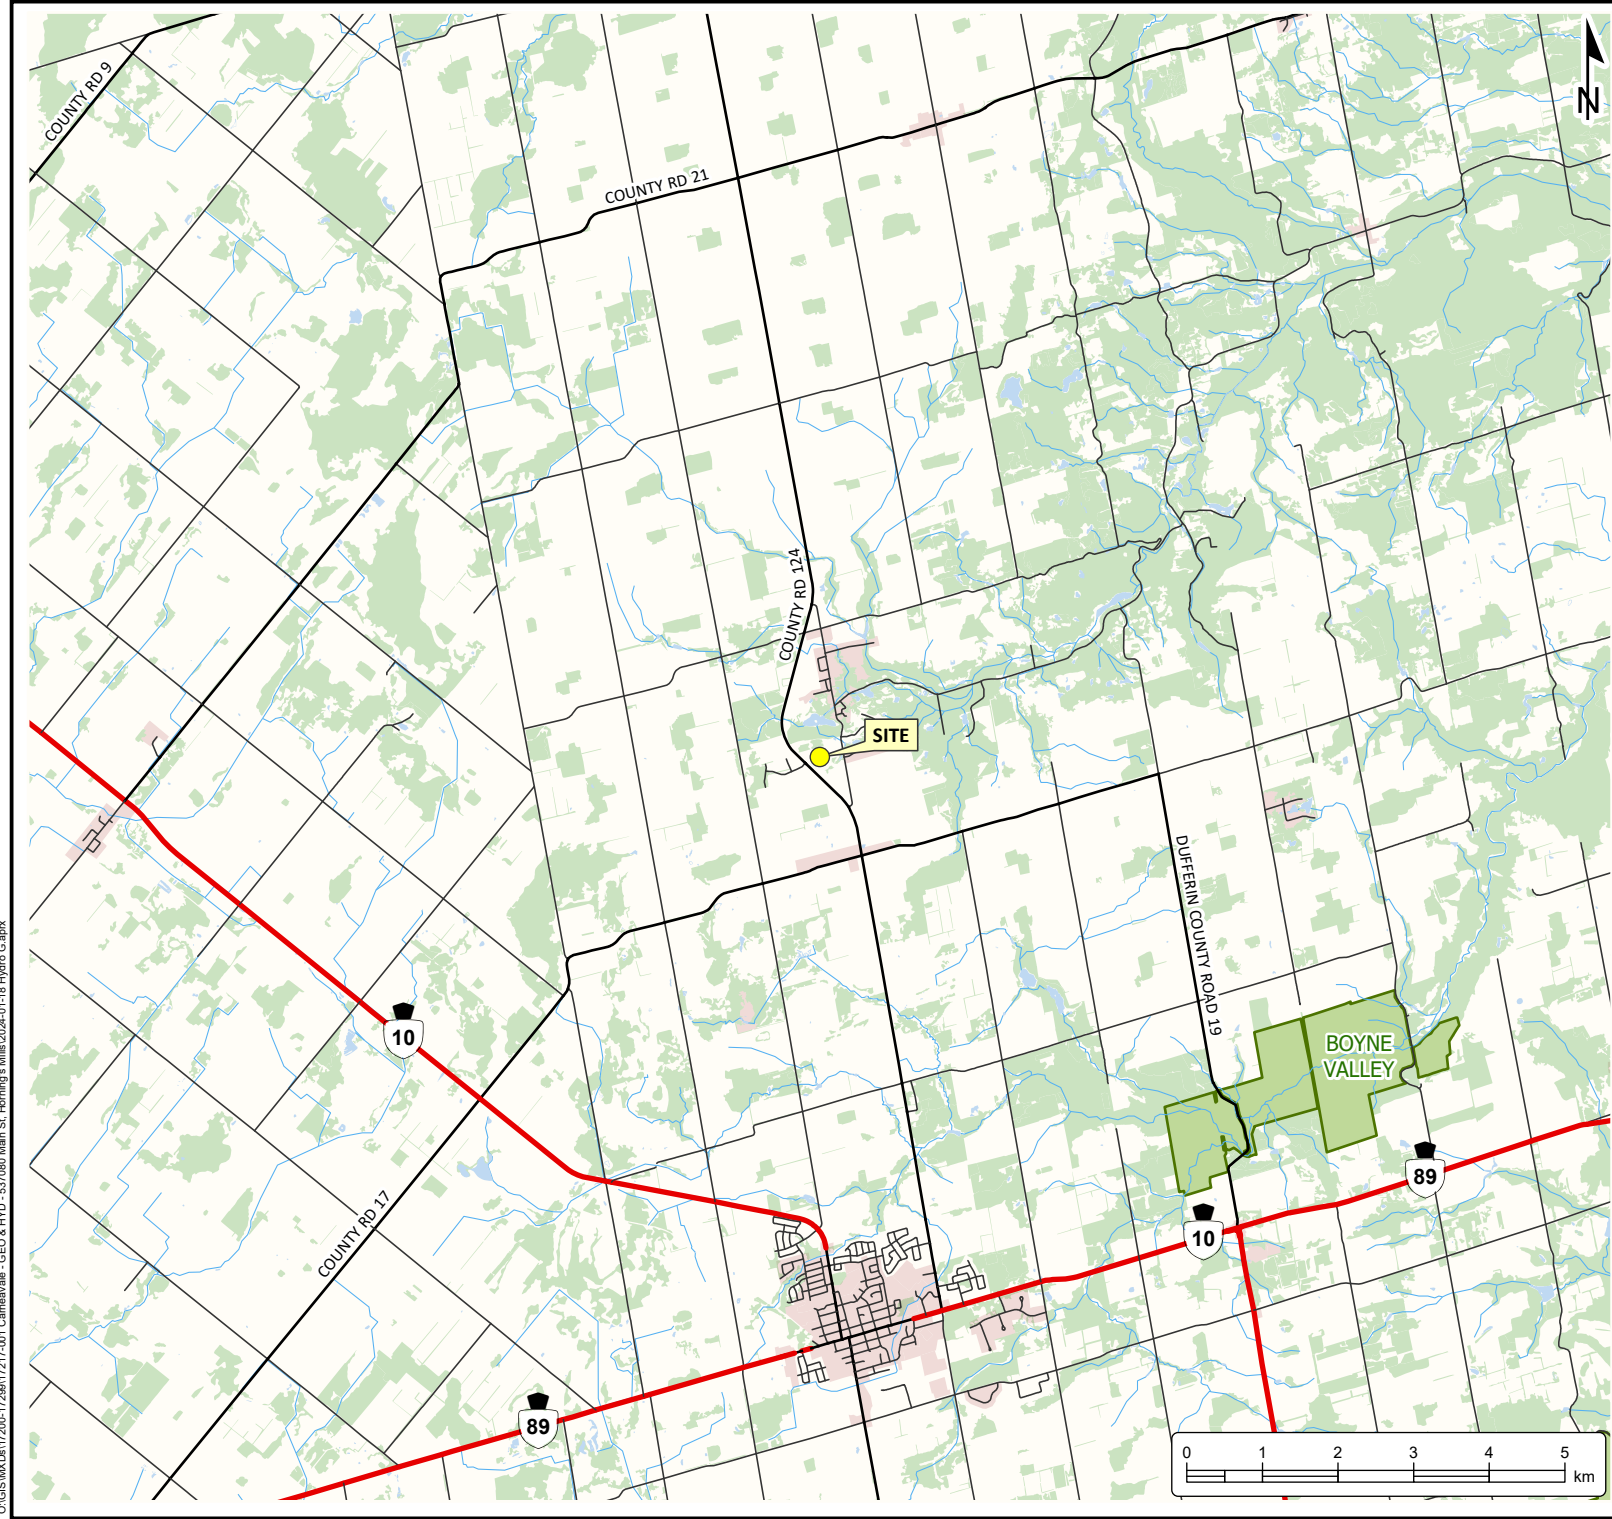 COUNTY RD 9
N
COUNTY RD 21
COUNTY RD 124
SITE
DUFFERIN COUNTY ROAD 19
10
BOYNE
VALLEY
89
10
COUNTY RD 17
89
0 1 2 3 4 5
km